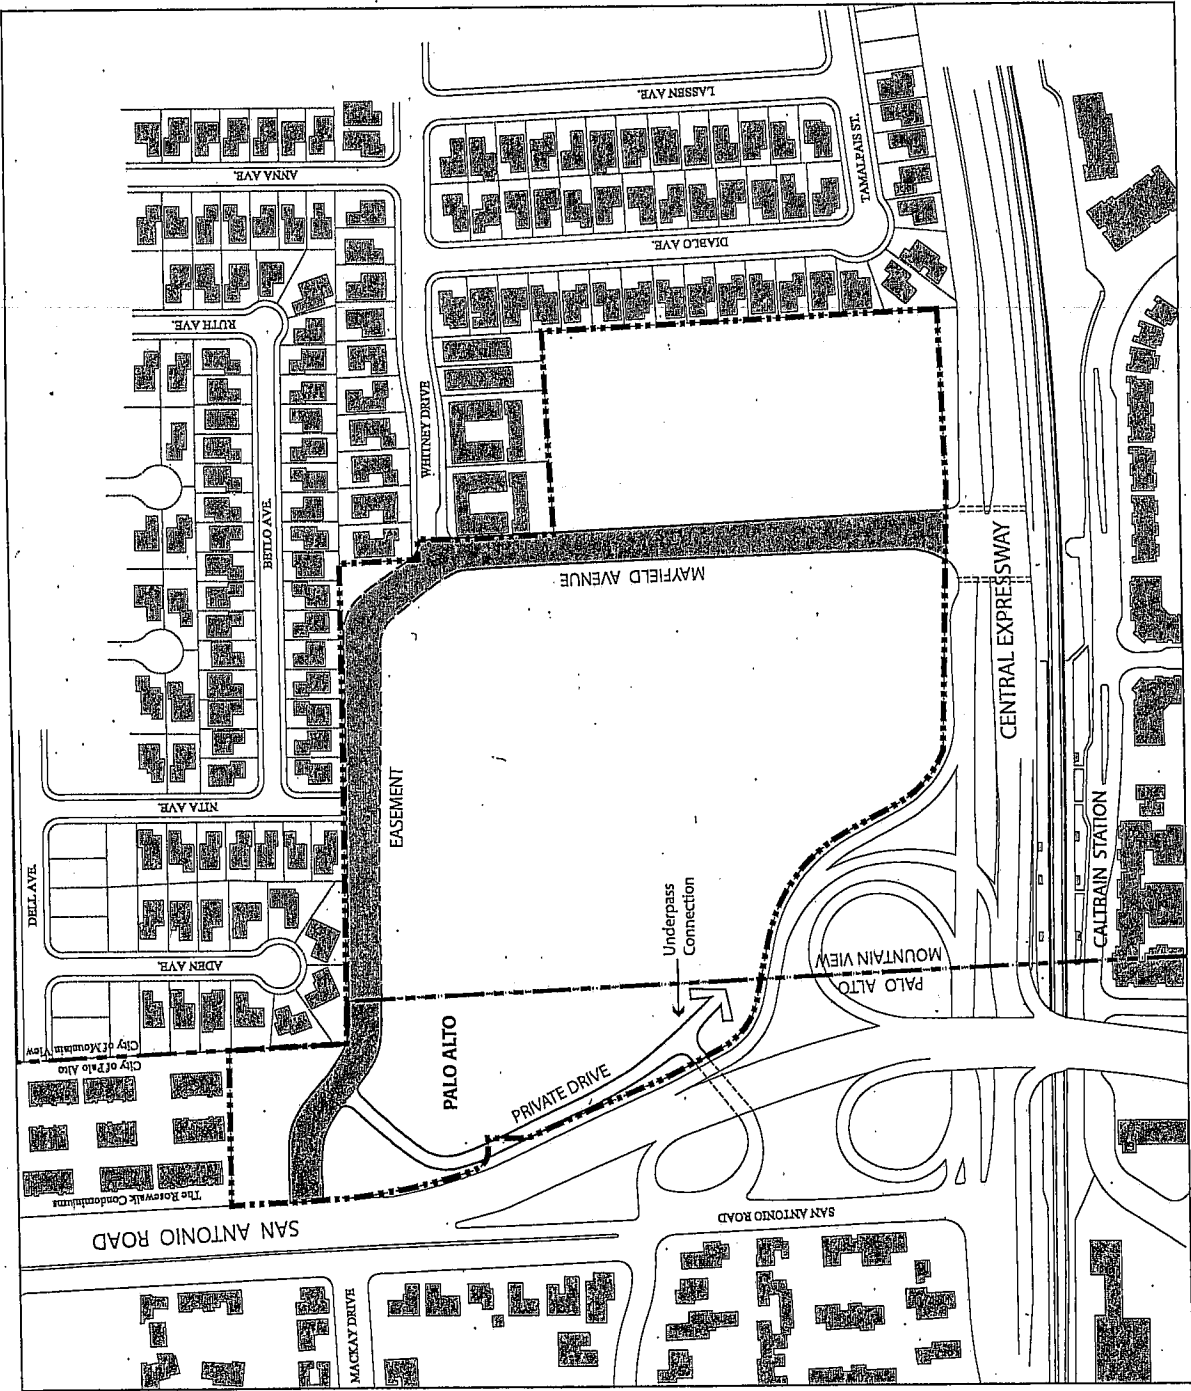 LASSEN AVE.
TAMALPAIS ST.
ANNA AVE.
DIABLO AVE.
RUTH AVE.
WHITNEY DRIVE
BETLO AVE.
MAYFIELD AVENUE
CENTRAL EXPRESSWAY
NITA AVE.
EASEMENT
DELL AVE.
CALTRAIN STATION
Underpass
Connection
ADEN AVE.
MOUNTAIN VIEW
PALO ALTO
City of Mountain View
City of Palo Alto
PALO ALTO
PRIVATE DRIVE
The Rosewalk Condominiums
SAN ANTONIO ROAD
SAN ANTONIO ROAD
MACKAY DRIVE